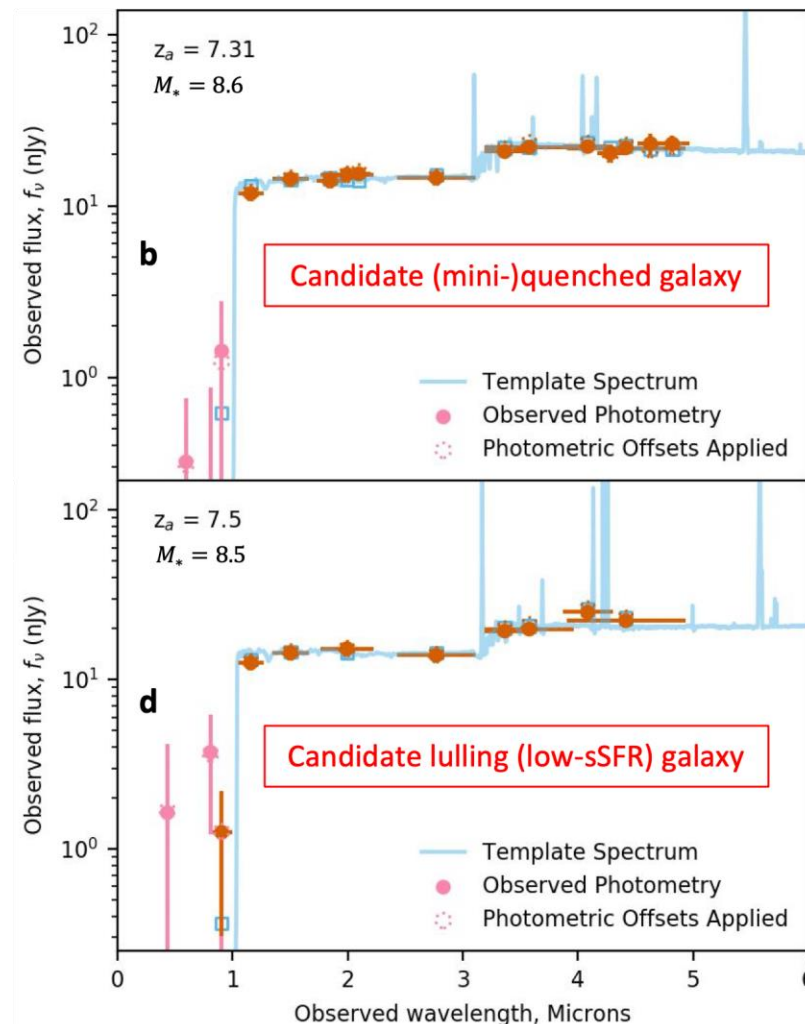 10²
z_a = 7.31
M_* = 8.6
10¹
b
Candidate (mini-)quenched galaxy
10⁰
Template Spectrum
Observed Photometry
Photometric Offsets Applied
Observed flux, f_ν (nJy)
10²
z_a = 7.5
M_* = 8.5
10¹
d
Candidate lulling (low-sSFR) galaxy
10⁰
Template Spectrum
Observed Photometry
Photometric Offsets Applied
Observed flux, f_ν (nJy)
0 1 2 3 4 5 6
Observed wavelength, Microns